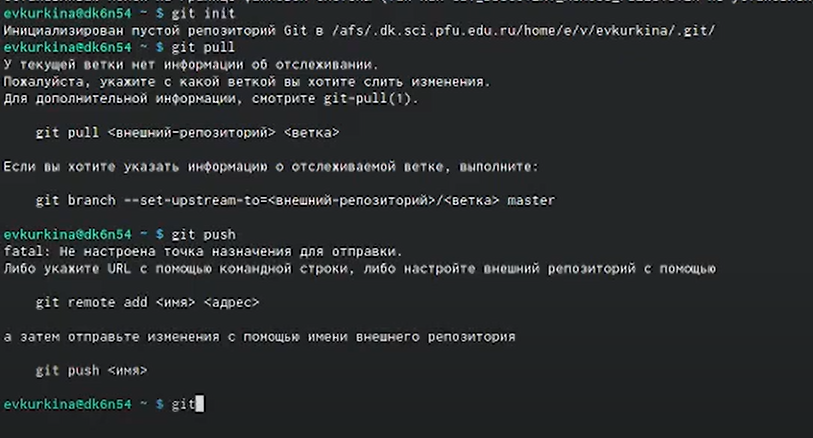 evkurkina@dk6n54 ~ $ git init
Инициализирован пустой репозиторий Git в /afs/.dk.sci.pfu.edu.ru/home/e/v/evkurkina/.git/
evkurkina@dk6n54 ~ $ git pull
У текущей ветки нет информации об отслеживании.
Пожалуйста, укажите с какой веткой вы хотите слить изменения.
Для дополнительной информации, смотрите git-pull(1).
git pull <внешний-репозиторий> <ветка>
Если вы хотите указать информацию о отслеживаемой ветке, выполните:
git branch --set-upstream-to=<внешний-репозиторий>/<ветка> master
evkurkina@dk6n54 ~ $ git push
fatal: Не настроена точка назначения для отправки.
Либо укажите URL с помощью командной строки, либо настройте внешний репозиторий с помощью
git remote add <имя> <адрес>
а затем отправьте изменения с помощью имени внешнего репозитория
git push <имя>
evkurkina@dk6n54 ~ $ git